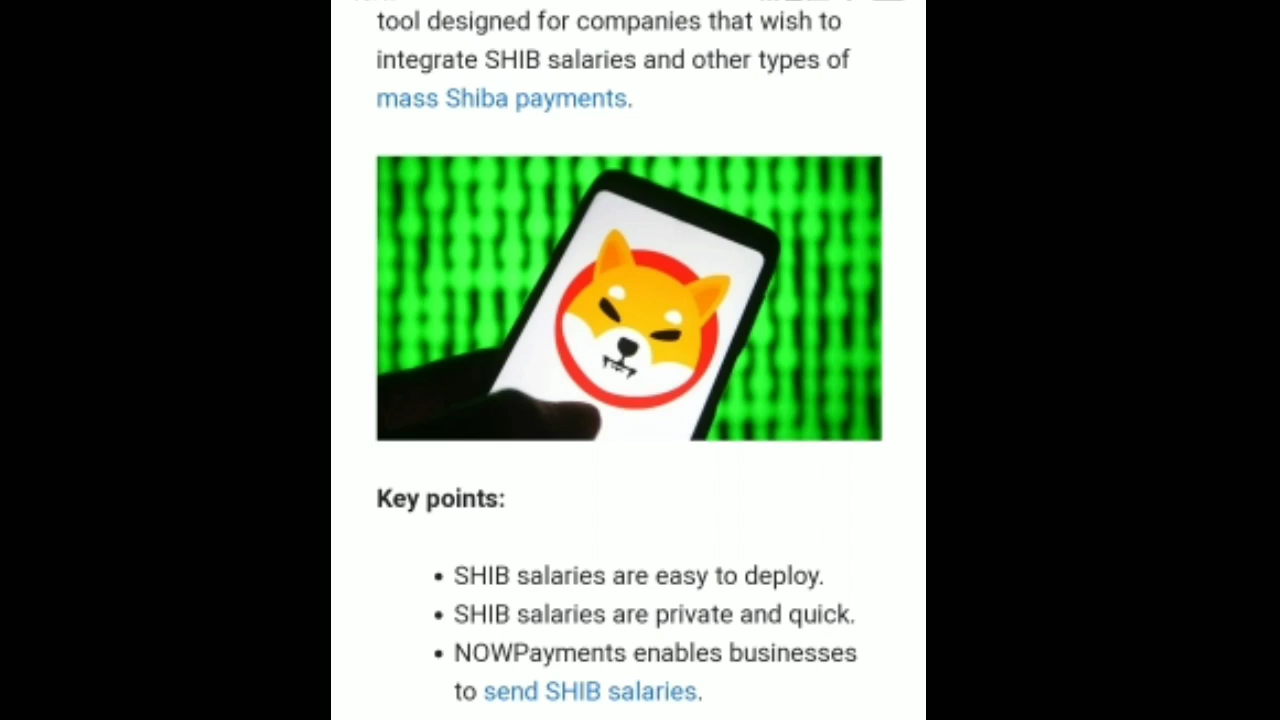 tool designed for companies that wish to
integrate SHIB salaries and other types of
mass Shiba payments.
Key points:
• SHIB salaries are easy to deploy.
• SHIB salaries are private and quick.
• NOWPayments enables businesses
to send SHIB salaries.